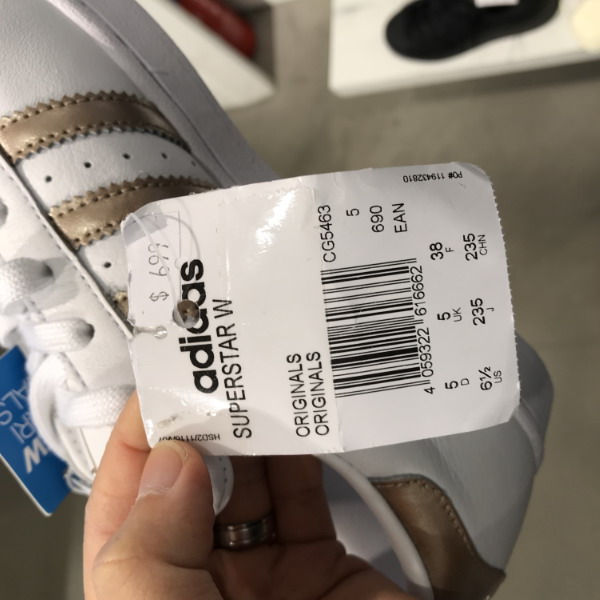 $ 699
adidas
SUPERSTAR W
ORIGINALS
ORIGINALS
CG5463
5
690
EAN
PO# 119432610
4 059322 616662
5
D
5
UK
38
F
6½
US
235
J
235
CHN